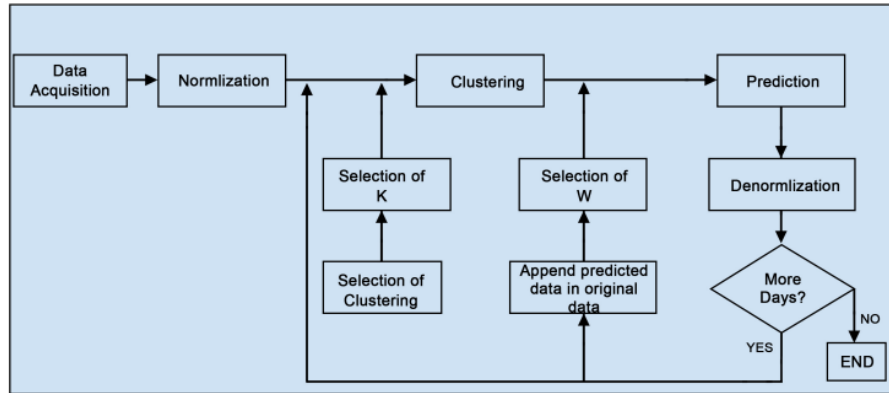 Data
Acquisition
Normlization
Clustering
Prediction
Selection of
K
Selection of
W
Denormlization
Selection of
Clustering
Append predicted
data in original
data
More
Days?
NO
YES
END